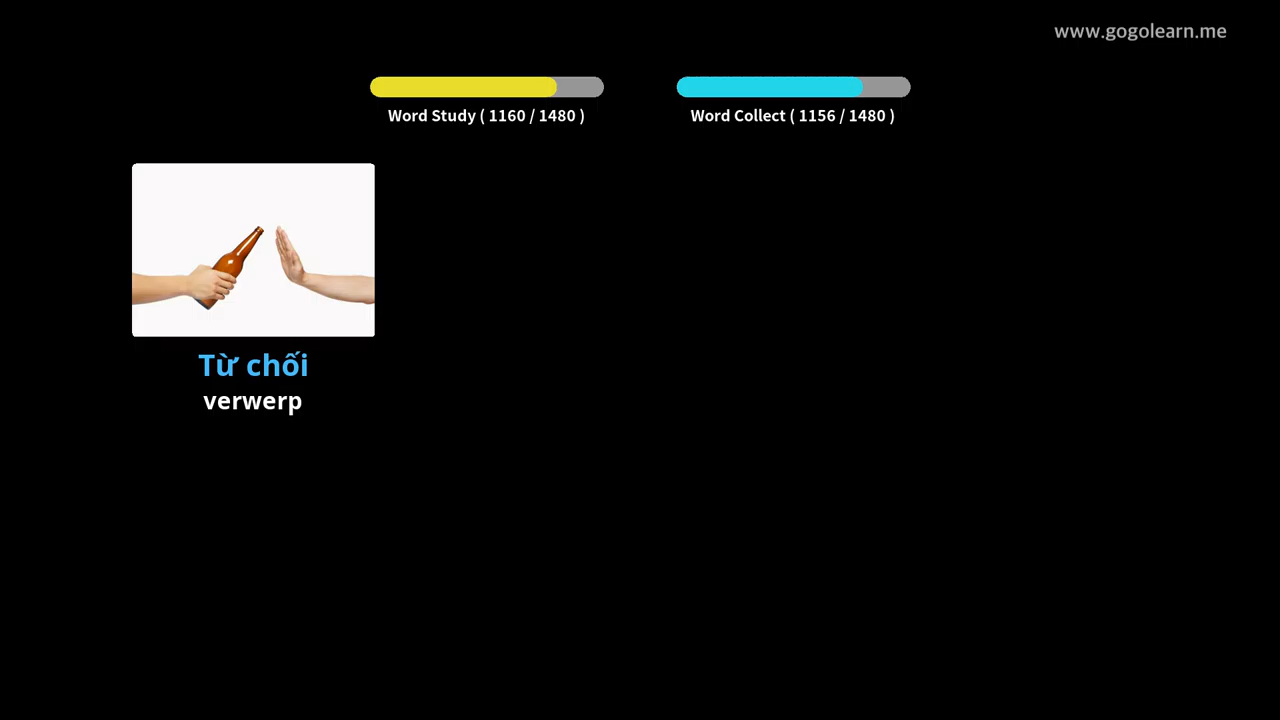 www.gogolearn.me
Word Study ( 1160 / 1480 )
Word Collect ( 1156 / 1480 )
Từ chối
verwerp